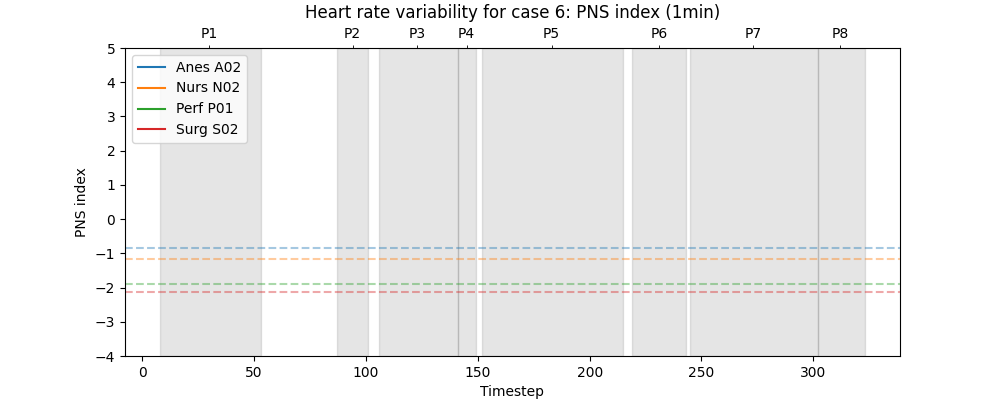 Heart rate variability for case 6: PNS index (1min)
P1 P2 P3 P4 P5 P6 P7 P8
5
4
3
2
1
0
−1
−2
−3
−4
PNS index
Anes A02
Nurs N02
Perf P01
Surg S02
0 50 100 150 200 250 300
Timestep